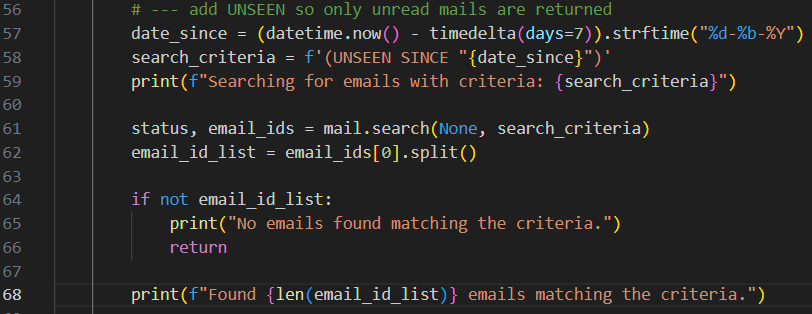 56 # --- add UNSEEN so only unread mails are returned
57 date_since = (datetime.now() - timedelta(days=7)).strftime("%d-%b-%Y")
58 search_criteria = f'(UNSEEN SINCE "{date_since}")'
59 print(f"Searching for emails with criteria: {search_criteria}")
60
61 status, email_ids = mail.search(None, search_criteria)
62 email_id_list = email_ids[0].split()
63
64 if not email_id_list:
65 print("No emails found matching the criteria.")
66 return
67
68 print(f"Found {len(email_id_list)} emails matching the criteria.")